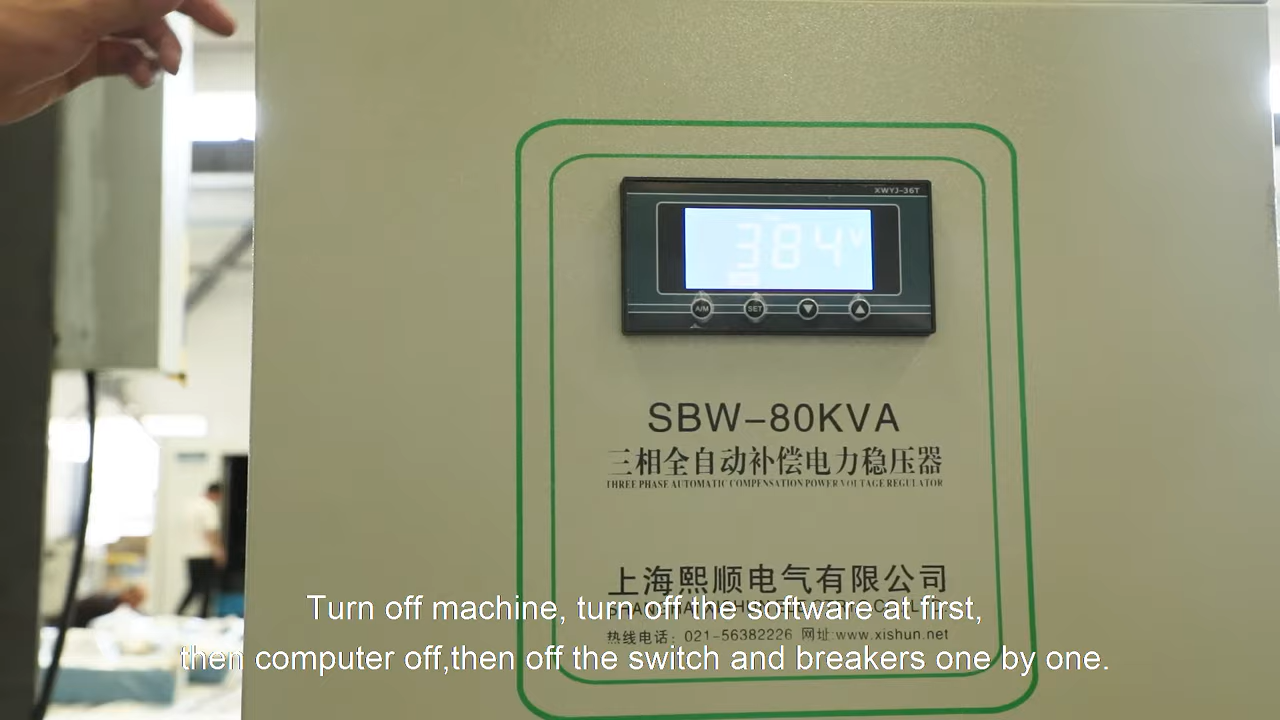 XWYJ-36T
384V
A/M SET
SBW-80KVA
三相全自动补偿电力稳压器
THREE PHASE AUTOMATIC COMPENSATION POWER VOLTAGE REGULATOR
上海熙顺电气有限公司
热线电话: 021-56382226 网址:www.xishun.net
Turn off machine, turn off the software at first,
then computer off,then off the switch and breakers one by one.